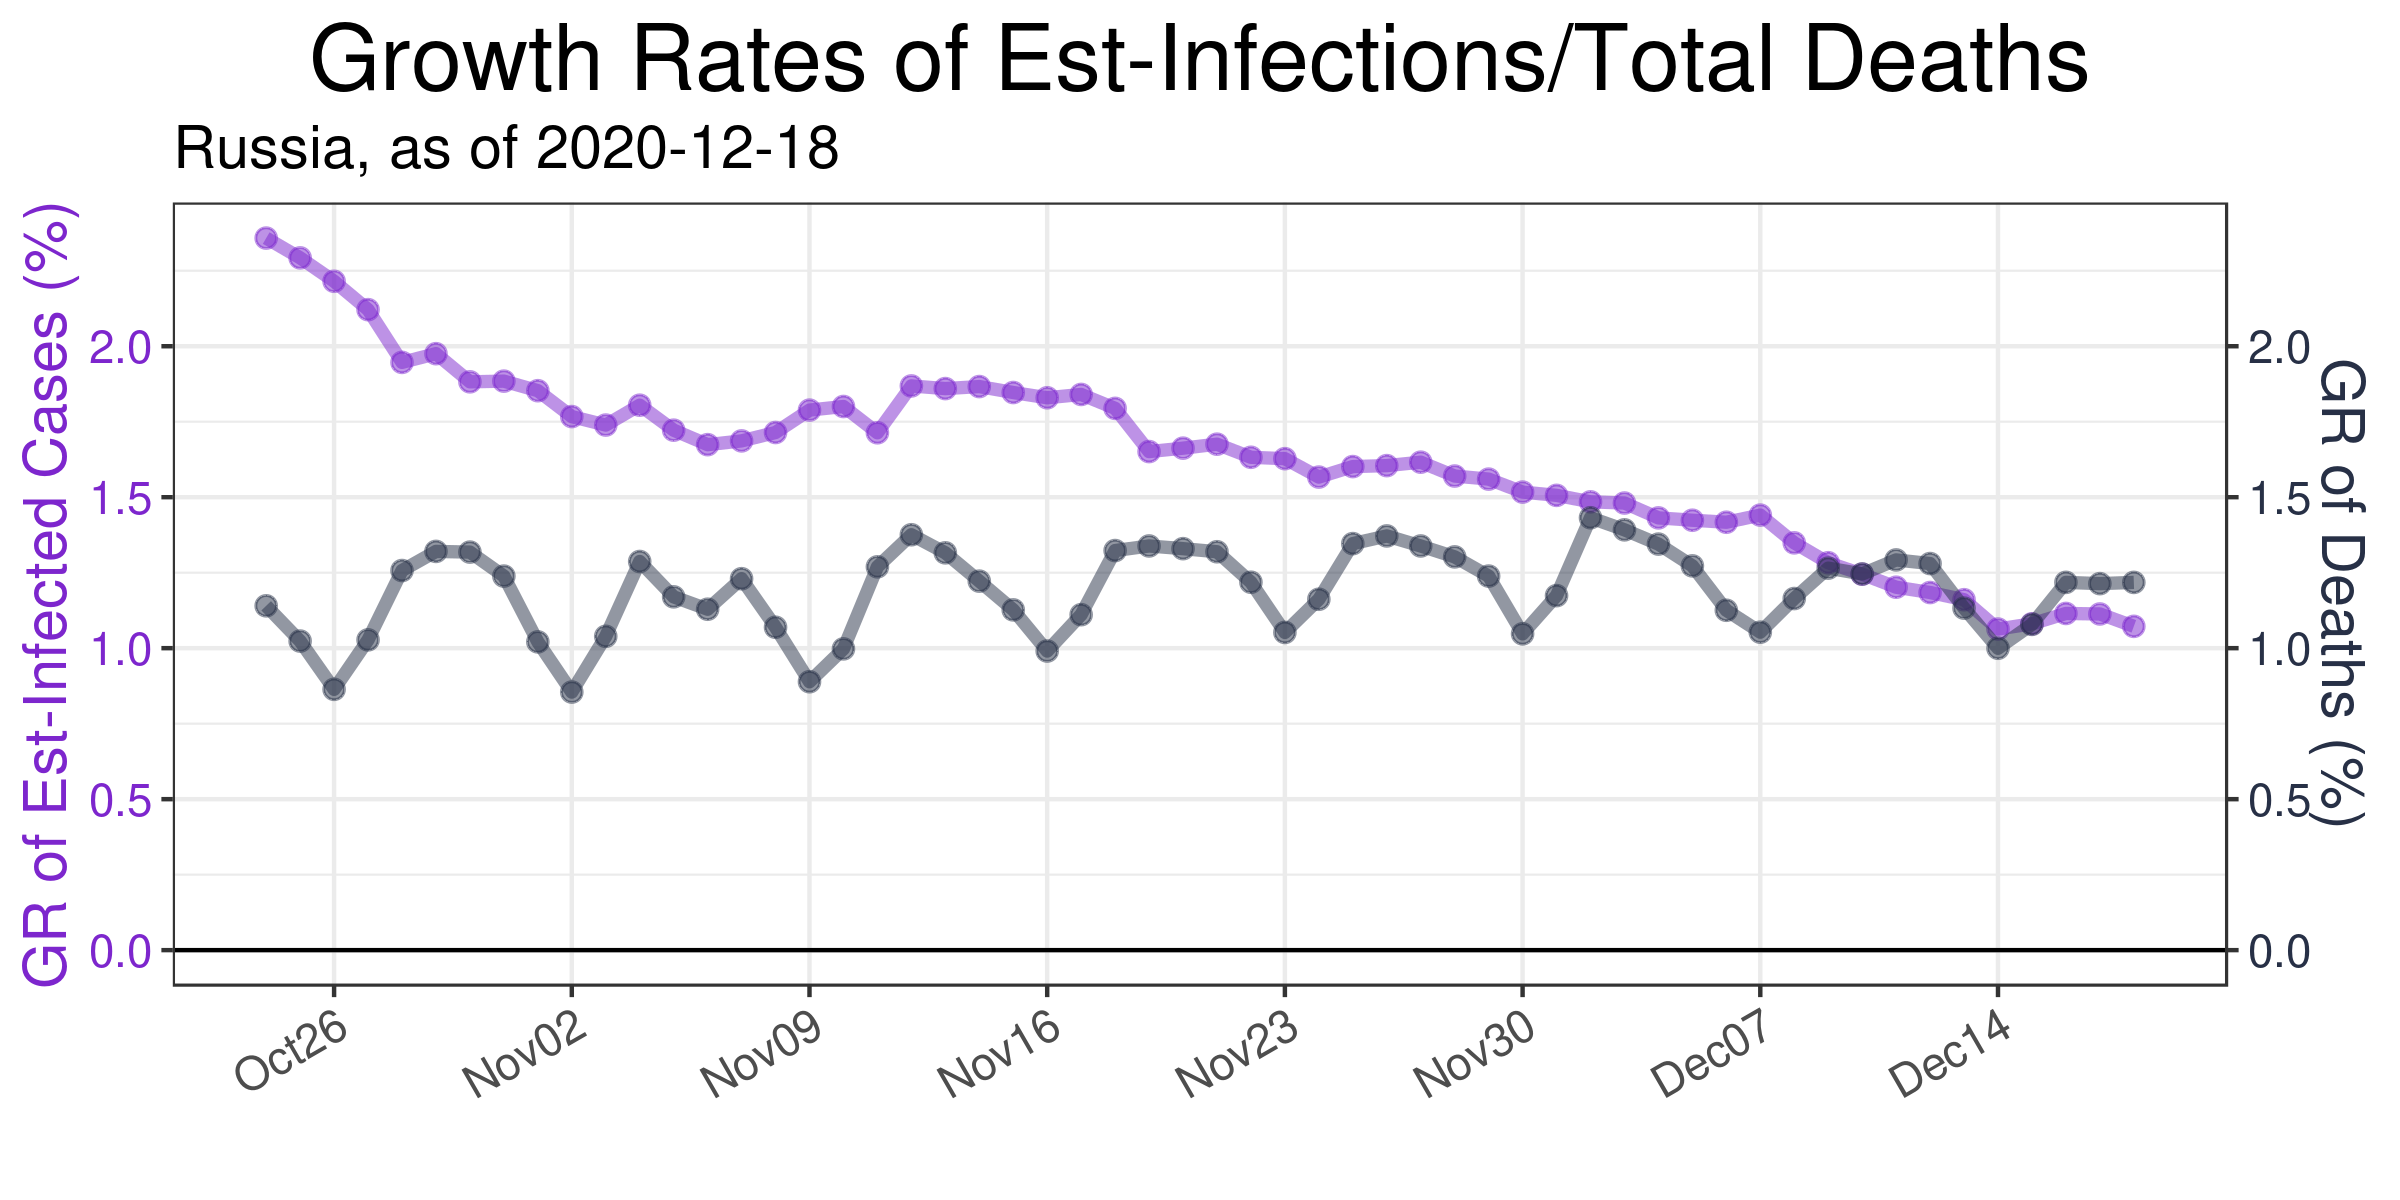 Growth Rates of Est-Infections/Total Deaths
Russia, as of 2020-12-18
GR of Est-Infected Cases (%)
2.0
1.5
1.0
0.5
0.0
2.0
1.5
1.0
0.5
0.0
GR of Deaths (%)
Oct26
Nov02
Nov09
Nov16
Nov23
Nov30
Dec07
Dec14